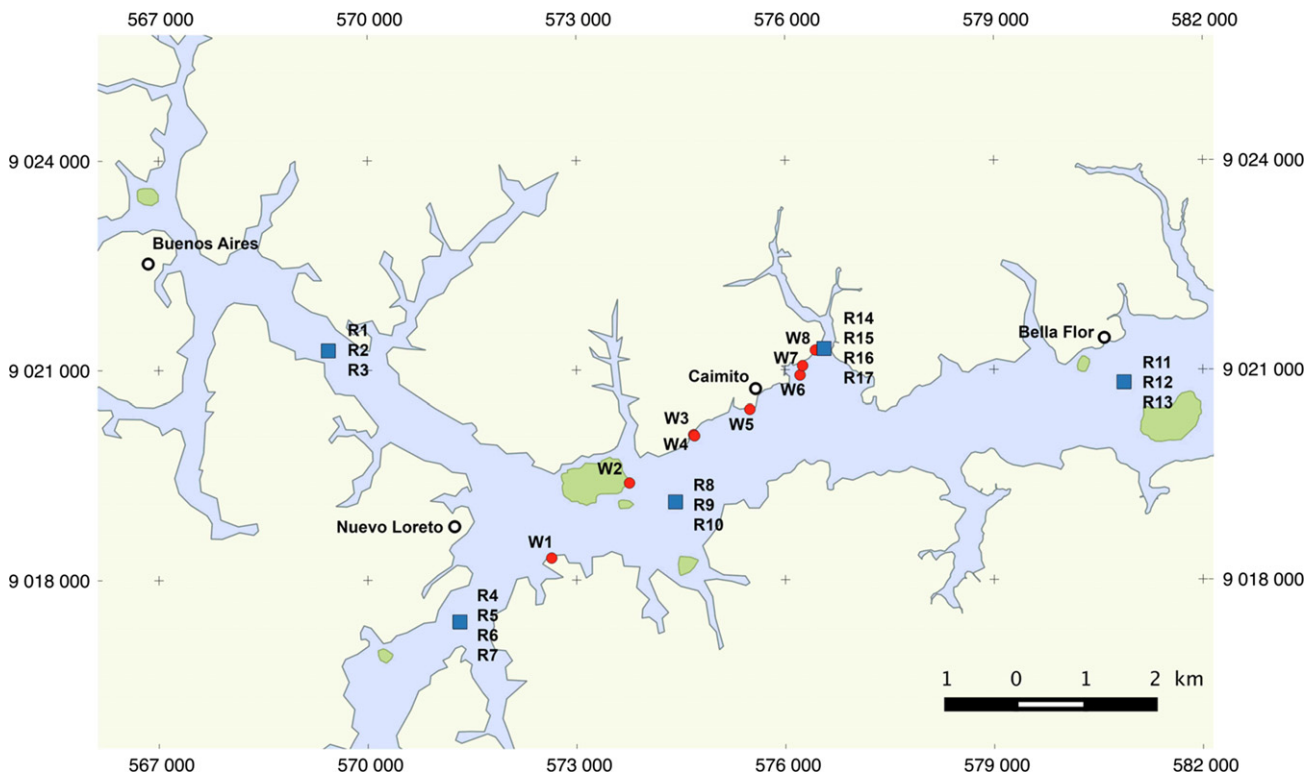 567 000 570 000 573 000 576 000 579 000 582 000
9 024 000 9 024 000
Buenos Aires
R1
R2
R3
W8
W7
W6
R14
R15
R16
R17
Bella Flor
R11
R12
R13
9 021 000 9 021 000
Caimito
W5
W3
W4
W2
R8
R9
R10
Nuevo Loreto
W1
9 018 000 9 018 000
R4
R5
R6
R7
1 0 1 2 km
567 000 570 000 573 000 576 000 579 000 582 000